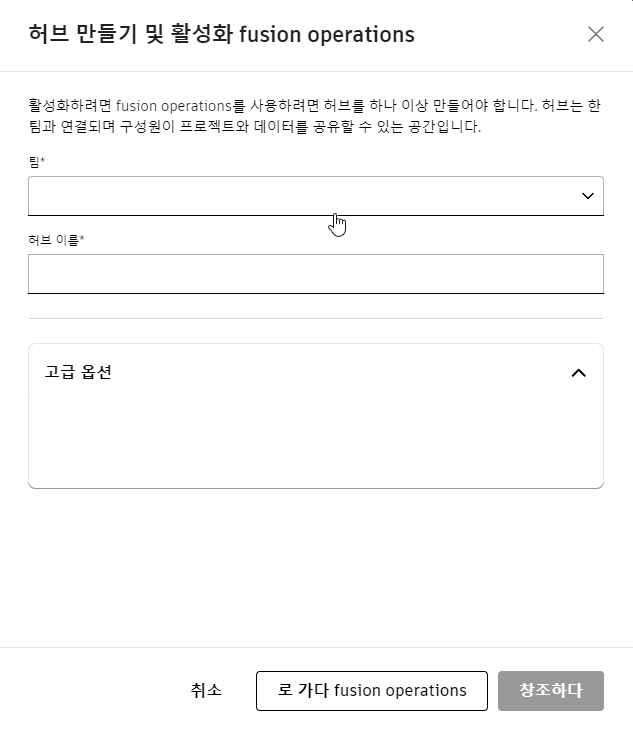 허브 만들기 및 활성화 fusion operations
활성화하려면 fusion operations를 사용하려면 허브를 하나 이상 만들어야 합니다. 허브는 한
팀과 연결되며 구성원이 프로젝트와 데이터를 공유할 수 있는 공간입니다.
팀*
허브 이름*
고급 옵션
취소
로 가다 fusion operations
창조하다